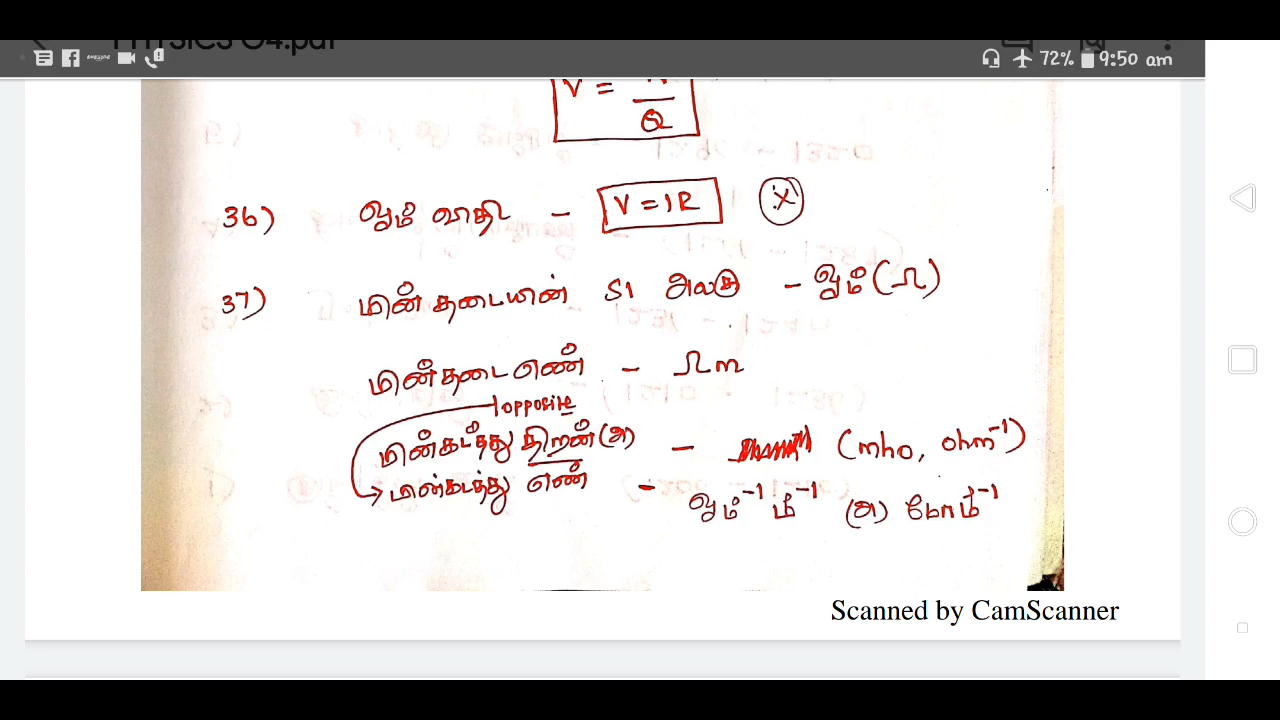 72% 9:50 am
V =
Q
36) ஓம் விதி - V = IR
37) மின்தடையின் SI அலகு - ஓம் (Ω)
மின்தடை எண் - Ωm
opposite
மின்கடத்து திறன் (அ) - (mho, ohm⁻¹)
மின்கடத்து எண் - ஓம்⁻¹ மீ⁻¹ (அ) மோமீ⁻¹
Scanned by CamScanner